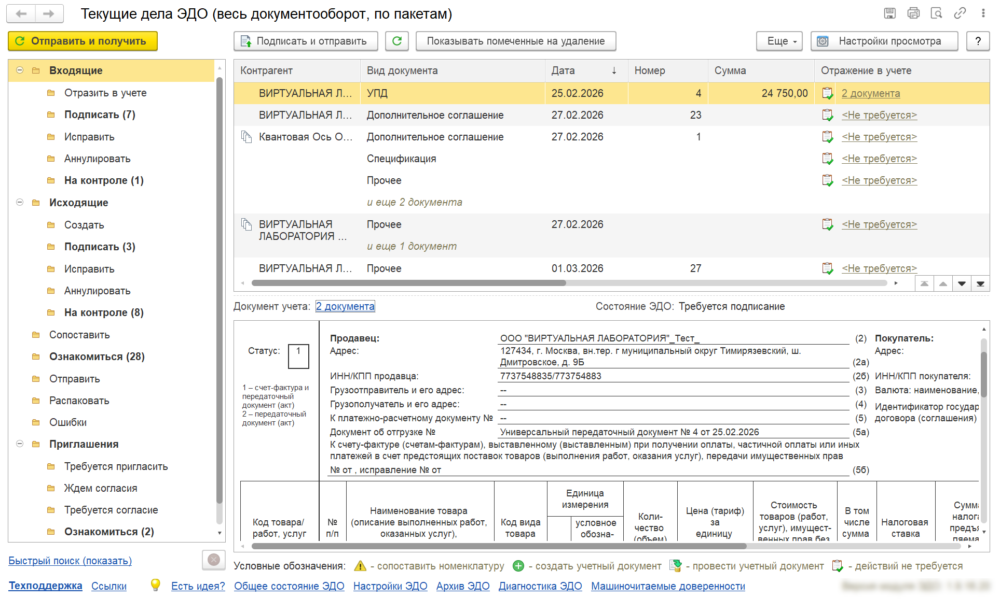 Текущие дела ЭДО (весь документооборот, по пакетам)
Отправить и получить
Подписать и отправить
Показывать помеченные на удаление
Еще
Настройки просмотра
?
Входящие
Отразить в учете
Подписать (7)
Исправить
Аннулировать
На контроле (1)
Исходящие
Создать
Подписать (3)
Исправить
Аннулировать
На контроле (8)
Сопоставить
Ознакомиться (28)
Отправить
Распаковать
Ошибки
Приглашения
Требуется пригласить
Ждем согласия
Требуется согласие
Ознакомиться (2)
Быстрый поиск (показать)
Контрагент Вид документа Дата ↓ Номер Сумма Отражение в учете
ВИРТУАЛЬНАЯ Л... УПД 25.02.2026 4 24 750,00 2 документа
ВИРТУАЛЬНАЯ Л... Дополнительное соглашение 27.02.2026 23 <Не требуется>
Квантовая Ось О... Дополнительное соглашение 27.02.2026 1 <Не требуется>
Спецификация <Не требуется>
Прочее <Не требуется>
и еще 2 документа
ВИРТУАЛЬНАЯ
ЛАБОРАТОРИЯ ...
Прочее 27.02.2026 <Не требуется>
и еще 1 документ
ВИРТУАЛЬНАЯ Л... Прочее 01.03.2026 27 <Не требуется>
Документ учета: 2 документа Состояние ЭДО: Требуется подписание
Статус: 1
1 – счет-фактура и
передаточный
документ (акт)
2 – передаточный
документ (акт)
Продавец: ООО "ВИРТУАЛЬНАЯ ЛАБОРАТОРИЯ"_Тест_ (2) Покупатель:
Адрес: 127434, г. Москва, вн.тер. г муниципальный округ Тимирязевский, ш. Адрес:
Дмитровское, д. 9Б (2а)
ИНН/КПП продавца: 7737548835/773754883 (2б) ИНН/КПП покупателя:
Грузоотправитель и его адрес: -- (3) Валюта: наименование,
Грузополучатель и его адрес: -- (4) Идентификатор государ
К платежно-расчетному документу № -- (5) договора (соглашения)
Документ об отгрузке № Универсальный передаточный документ № 4 от 25.02.2026 (5а)
К счету-фактуре (счетам-фактурам), выставленному (выставленным) при получении оплаты, частичной оплаты или иных
платежей в счет предстоящих поставок товаров (выполнения работ, оказания услуг), передачи имущественных прав
№ от , исправление № от (5б)
Код товара/
работ, услуг
№
п/п
Наименование товара
(описание выполненных работ,
оказанных услуг),
Код вида
товара
Единица
измерения
условное
обозна-
Коли-
чество
(объем)
Цена (тариф)
за
единицу
Стоимость
товаров (работ,
услуг), имущест-
венных прав без
В том
числе
сумма
Налоговая
ставка
Сумма
налога
предъя
ляема
Условные обозначения: - сопоставить номенклатуру - создать учетный документ - провести учетный документ - действий не требуется
Техподдержка Ссылки Есть идея? Общее состояние ЭДО Настройки ЭДО Архив ЭДО Диагностика ЭДО Машиночитаемые доверенности